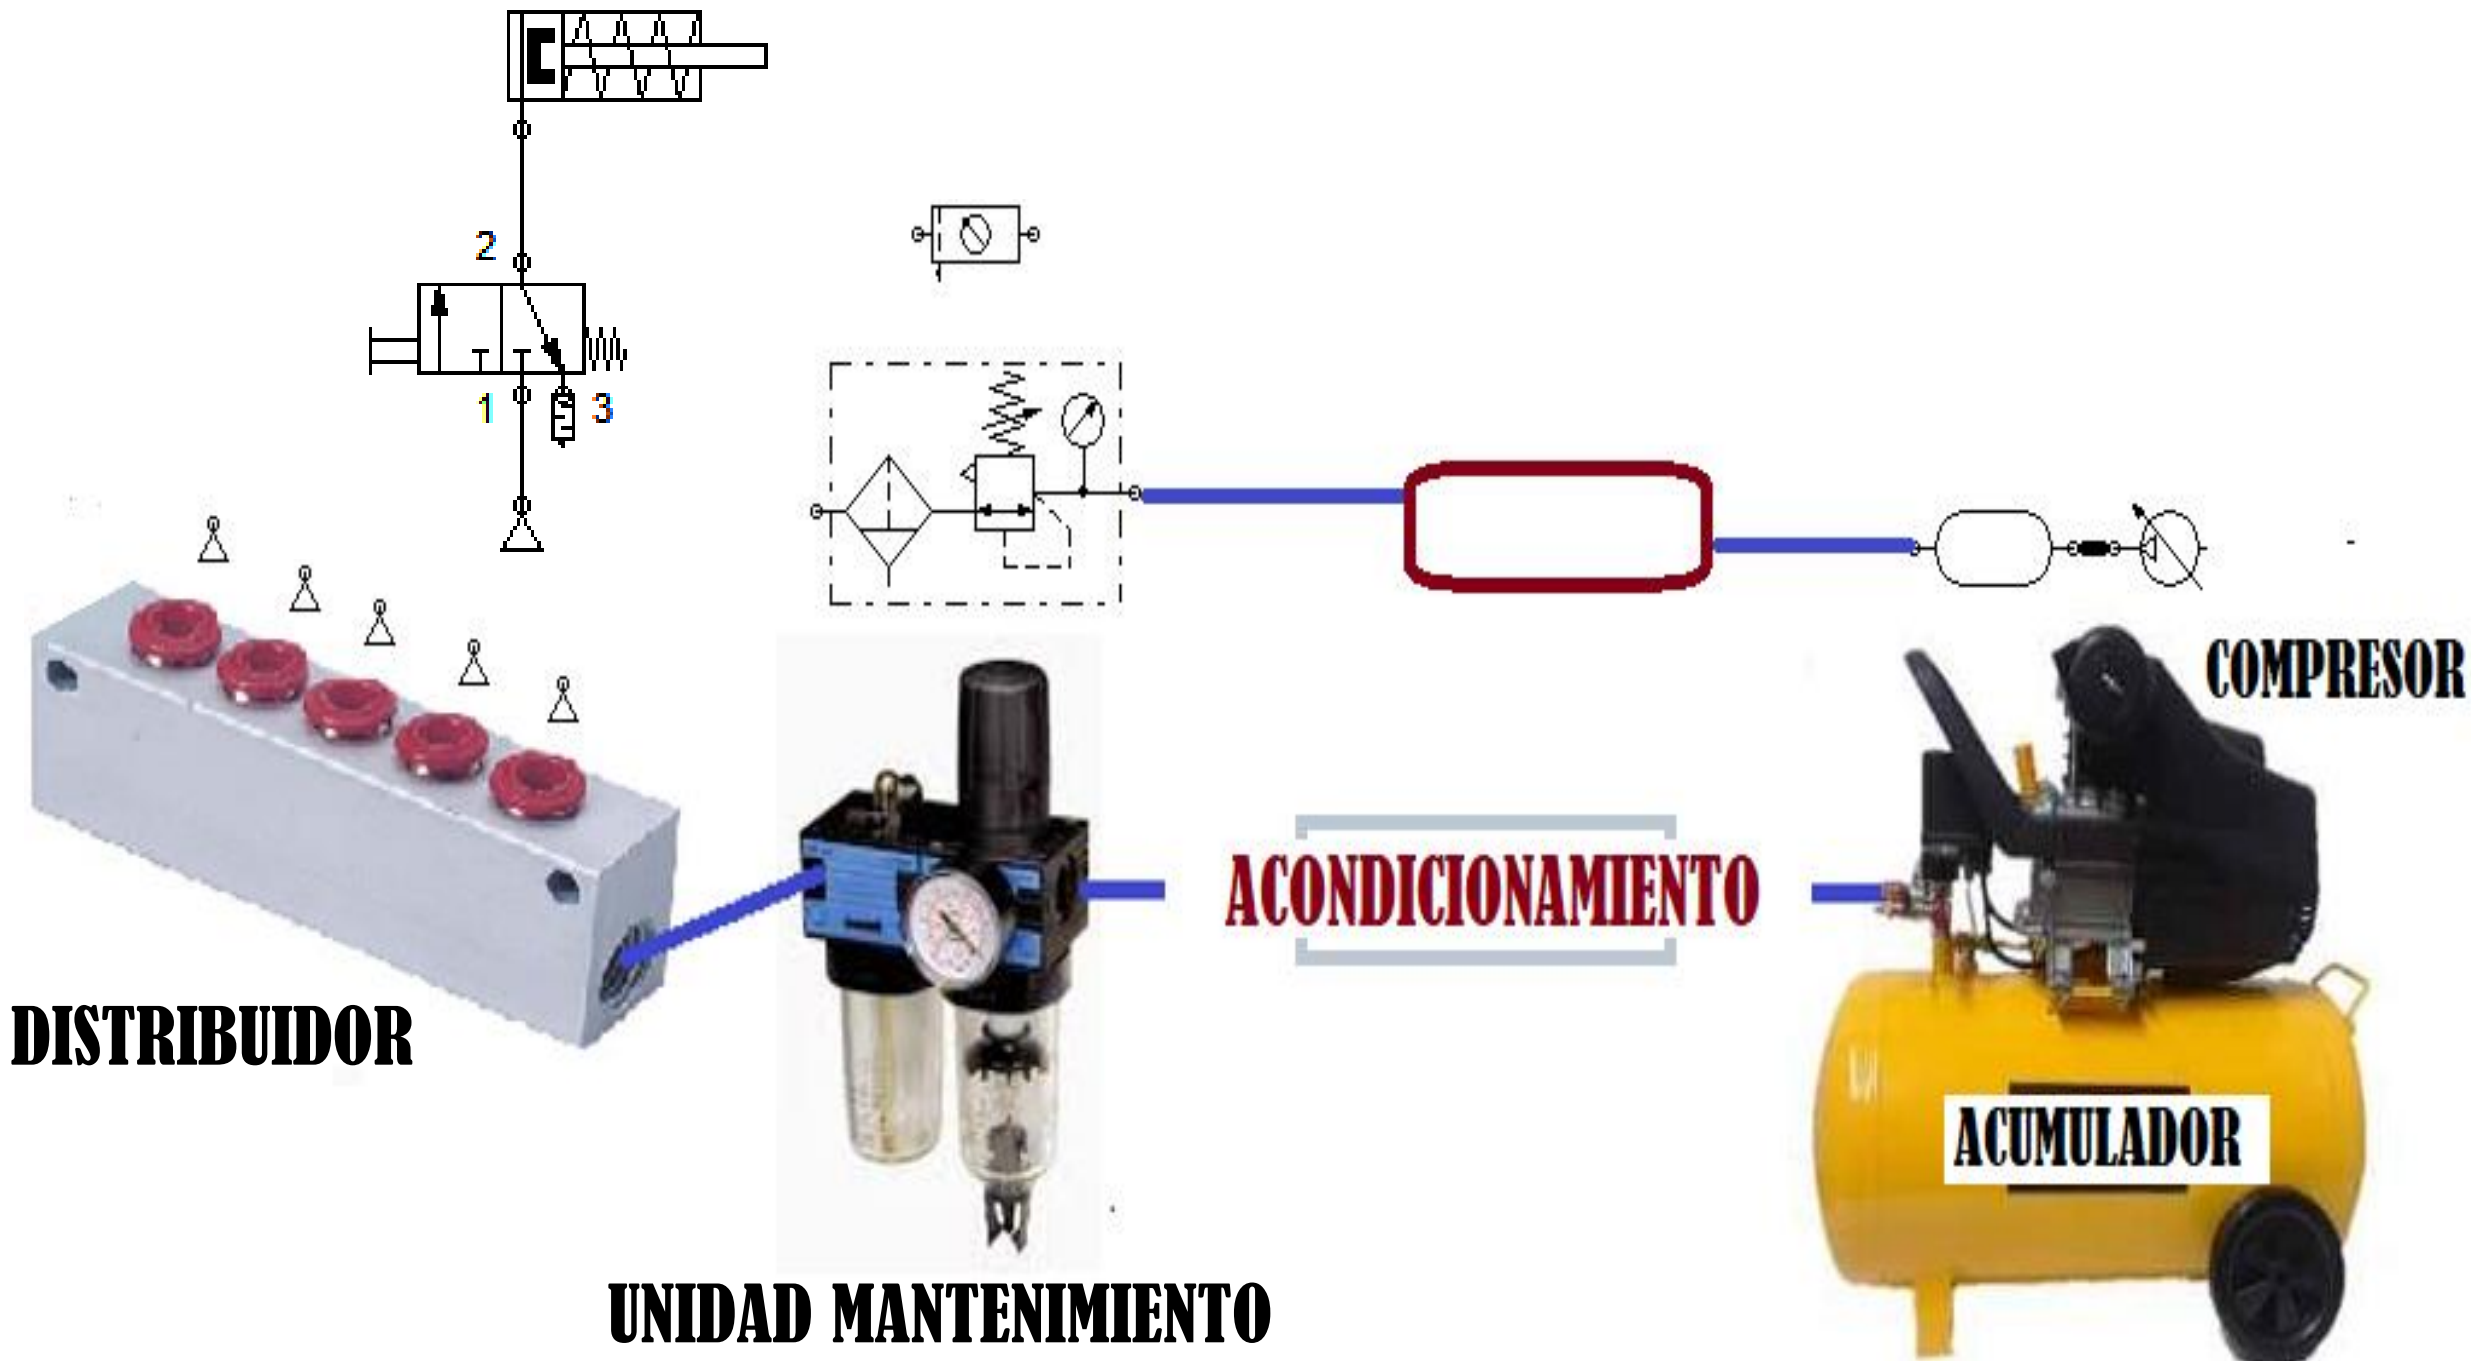 2
1
3
COMPRESOR
ACONDICIONAMIENTO
DISTRIBUIDOR
ACUMULADOR
UNIDAD MANTENIMIENTO